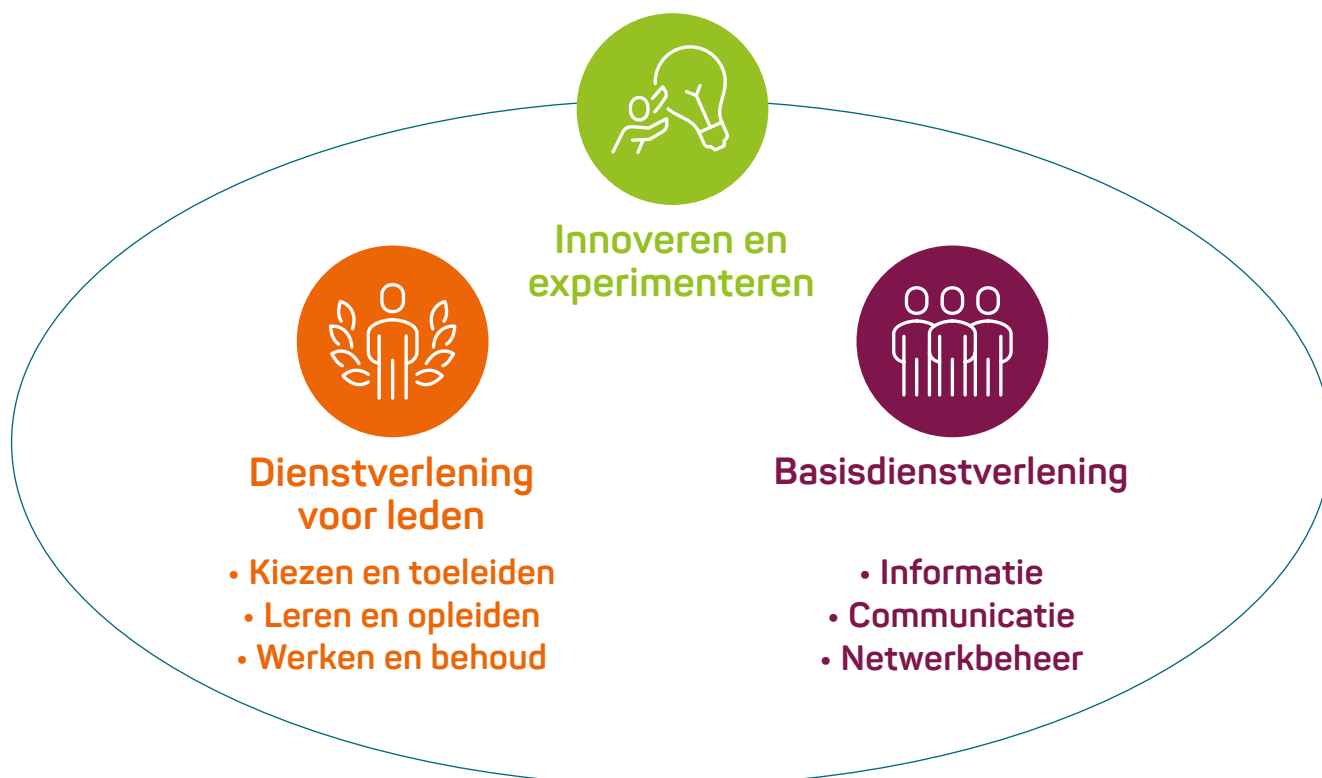 Innoveren en
experimenteren
Dienstverlening
voor leden
• Kiezen en toeleiden
• Leren en opleiden
• Werken en behoud
Basisdienstverlening
• Informatie
• Communicatie
• Netwerkbeheer